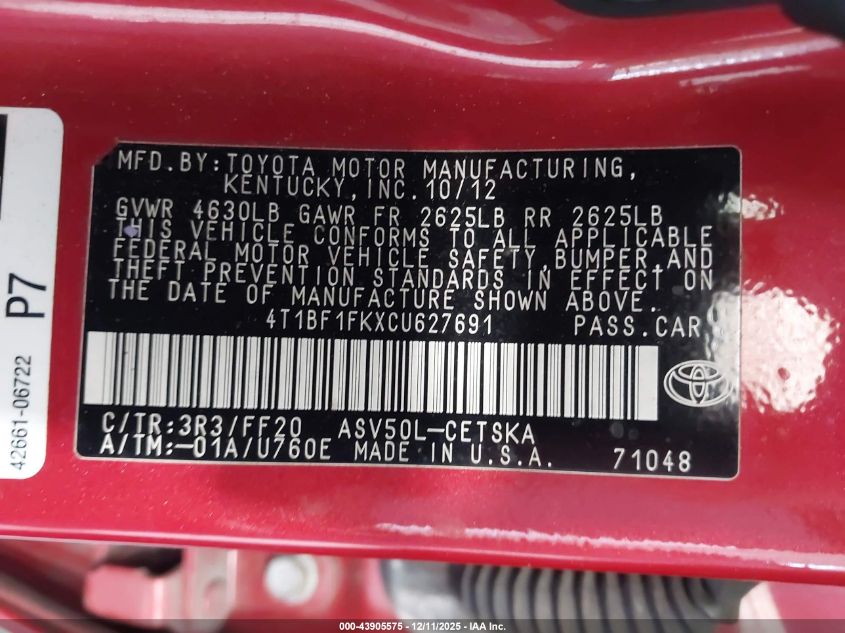 MFD.BY:TOYOTA MOTOR MANUFACTURING,
KENTUCKY,INC.10/12
GVWR 4630LB GAWR FR 2625LB RR 2625LB
THIS VEHICLE CONFORMS TO ALL APPLICABLE
FEDERAL MOTOR VEHICLE SAFETY,BUMPER,AND
THEFT PREVENTION STANDARDS IN EFFECT ON
THE DATE OF MANUFACTURE SHOWN ABOVE.
4T1BF1FKXCU627691 PASS.CAR
C/TR:3R3/FF20 ASV50L-CETSKA
A/TM:-01A/U760E MADE IN U.S.A. 71048
P7
42661-06722
000-43905575 - 12/11/2025 - IAA Inc.